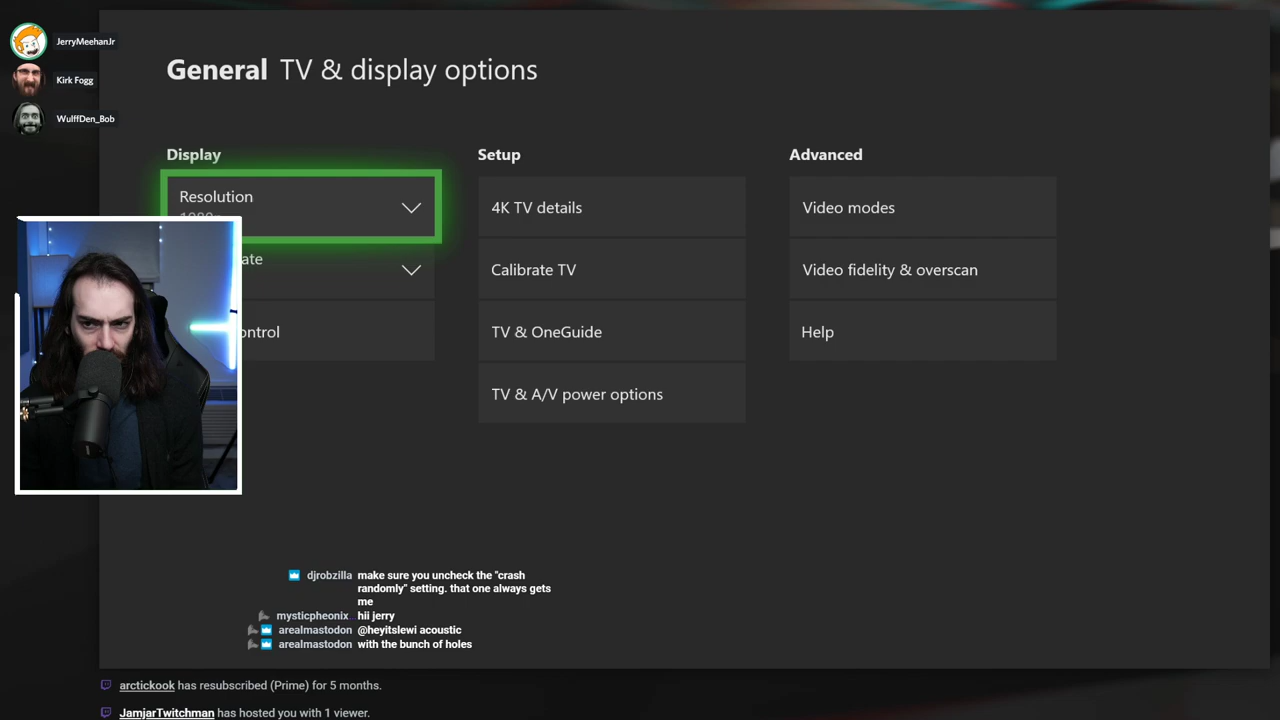 JerryMeehanJr
Kirk Fogg
WulffDen_Bob
General TV & display options
Display
Setup
Advanced
Resolution
4K TV details
Video modes
Calibrate TV
Video fidelity & overscan
TV & OneGuide
Help
TV & A/V power options
djrobzilla make sure you uncheck the "crash
randomly" setting. that one always gets
me
mysticpheonix hii jerry
arealmastodon @heyitslewi acoustic
arealmastodon with the bunch of holes
arctickook has resubscribed (Prime) for 5 months.
JamjarTwitchman has hosted you with 1 viewer.